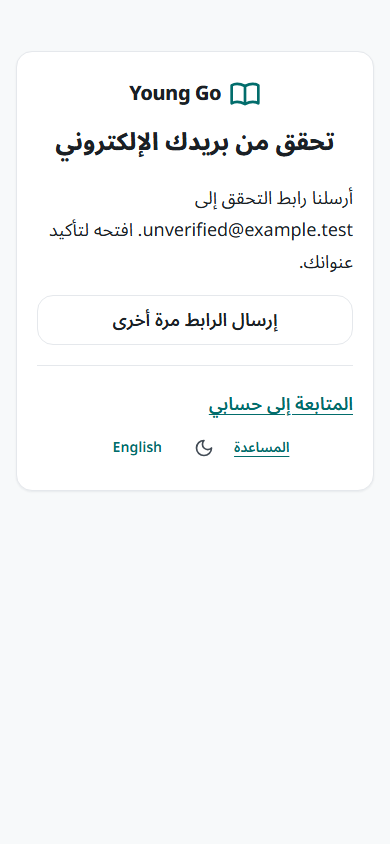 Young Go
تحقق من بريدك الإلكتروني
أرسلنا رابط التحقق إلى
unverified@example.test. افتحه لتأكيد
عنوانك.
إرسال الرابط مرة أخرى
المتابعة إلى حسابي
المساعدة English